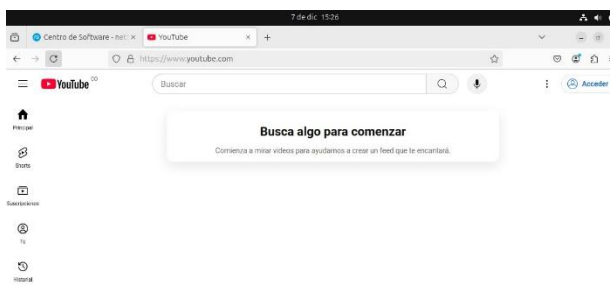 7 de dic 15:26
Centro de Software - net
YouTube
https://www.youtube.com
YouTube CO
Buscar
Acceder
Busca algo para comenzar
Comienza a mirar videos para ayudarnos a crear un feed que te encantará.
Principal
Shorts
Suscripciones
Tú
Historial